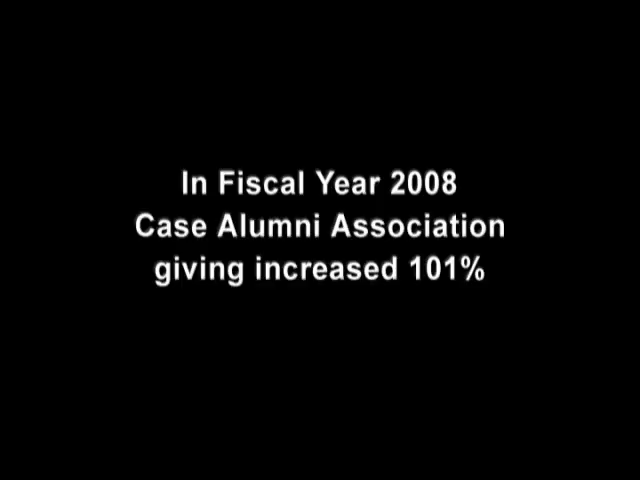 In Fiscal Year 2008
Case Alumni Association
giving increased 101%